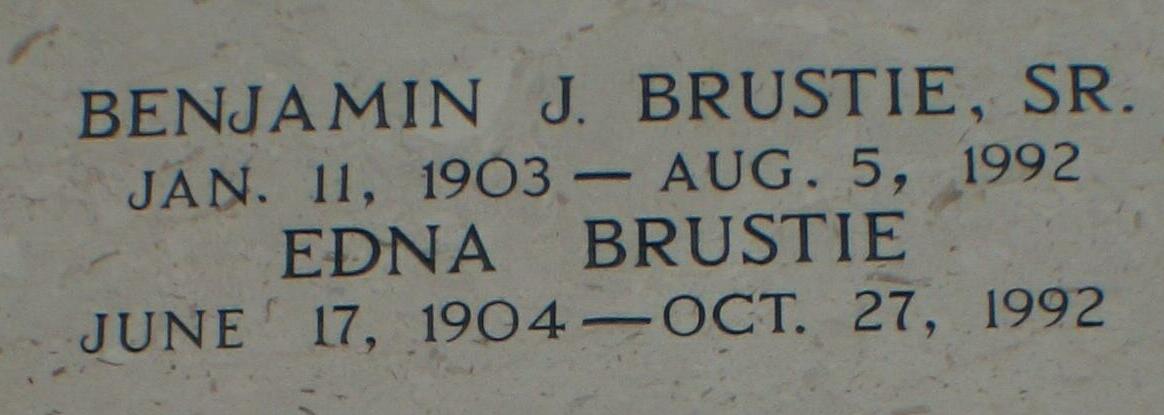 BENJAMIN J. BRUSTIE, SR.
JAN. 11, 1903 — AUG. 5, 1992
EDNA BRUSTIE
JUNE 17, 1904 — OCT. 27, 1992